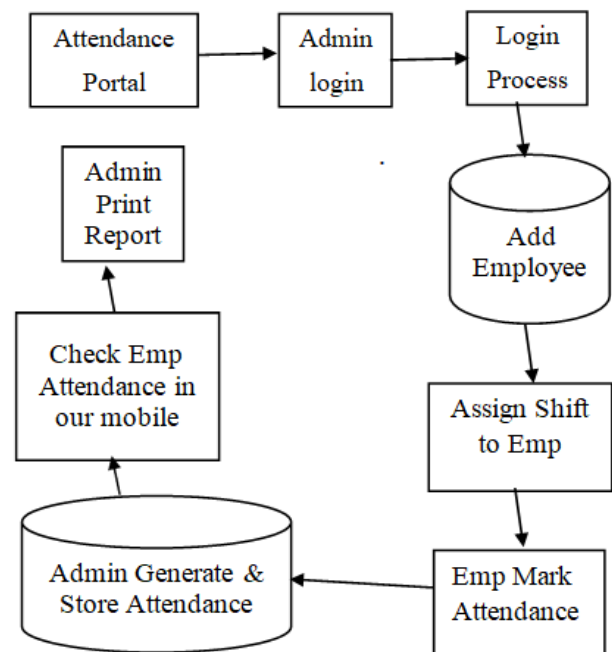 Attendance
Portal
Admin
login
Login
Process
Add
Employee
Assign Shift
to Emp
Emp Mark
Attendance
Admin Generate &
Store Attendance
Check Emp
Attendance in
our mobile
Admin
Print
Report